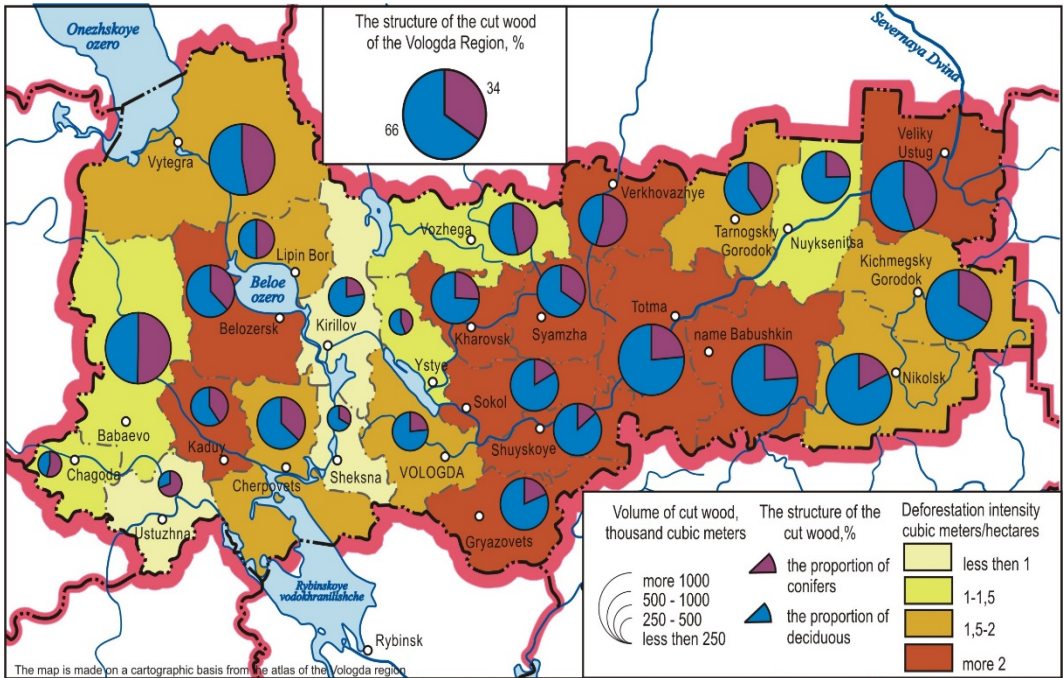 Onezhskoye
ozero
The structure of the cut wood
of the Vologda Region, %
34
66
Severnaya Dvina
Vytegra
Veliky
Ustug
Verkhovazhye
Tarnogskiy
Gorodok
Nuyksenitsa
Vozhega
Lipin Bor
Kichmegsky
Gorodok
Beloe
ozero
Belozersk
Kirillov
Kharovsk
Syamzha
Totma
name Babushkin
Ystye
Nikolsk
Sokol
Babaevo
Kaduy
Shuyskoye
Chagoda
Cherpovets
Sheksna
VOLOGDA
Ustuzhna
Gryazovets
Rybinskoye
vodokhranilishche
Rybinsk
Volume of cut wood,
thousand cubic meters
more 1000
500 - 1000
250 - 500
less then 250
The structure of the
cut wood,%
the proportion of
conifers
the proportion of
deciduous
Deforestation intensity
cubic meters/hectares
less then 1
1-1,5
1,5-2
more 2
The map is made on a cartographic basis from the atlas of the Vologda region